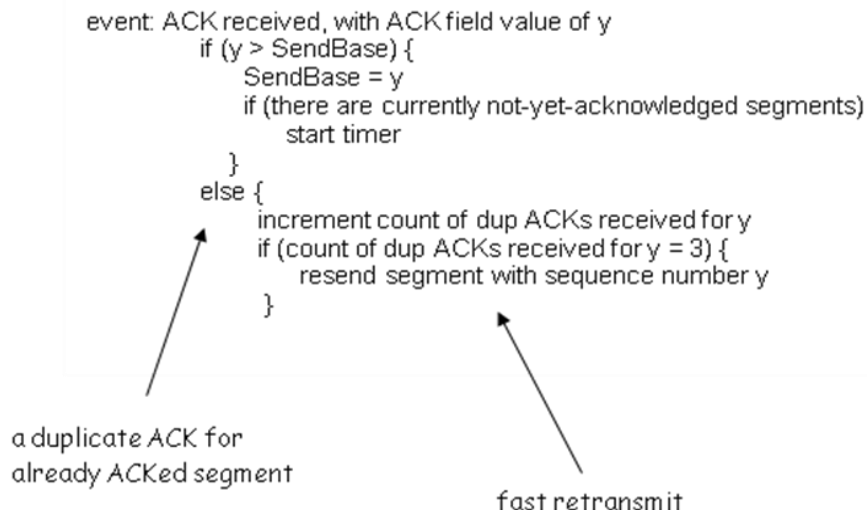 event: ACK received, with ACK field value of y
if (y > SendBase) {
SendBase = y
if (there are currently not-yet-acknowledged segments)
start timer
}
else {
increment count of dup ACKs received for y
if (count of dup ACKs received for y = 3) {
resend segment with sequence number y
}
a duplicate ACK for
already ACKed segment
fast retransmit